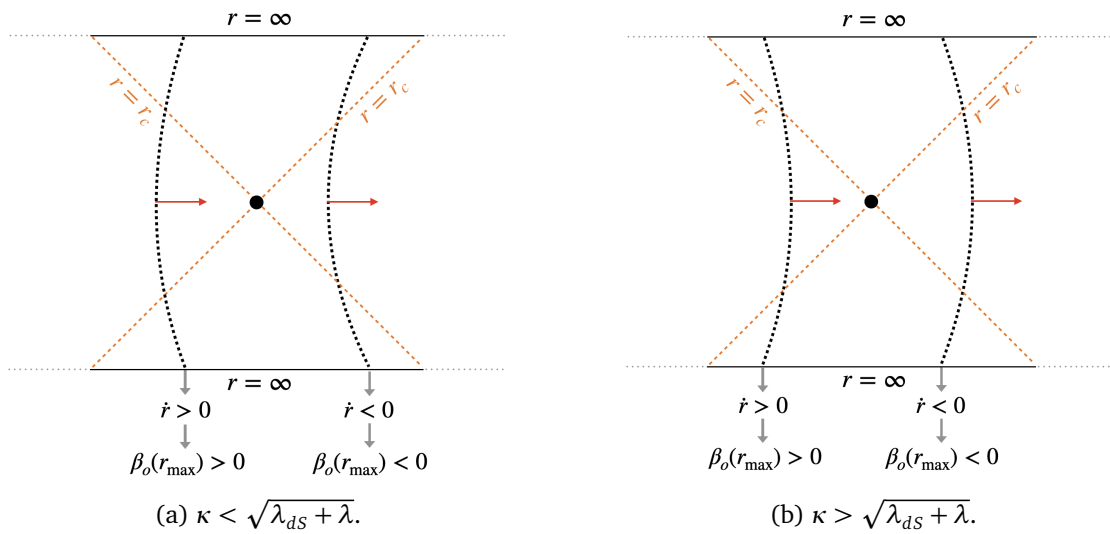 r = ∞
r = r_c
r = r_c
r = ∞
ṙ > 0
ṙ < 0
β_o(r_max) > 0
β_o(r_max) < 0
(a) κ < √(λ_dS + λ).
r = ∞
r = r_c
r = r_c
r = ∞
ṙ > 0
ṙ < 0
β_o(r_max) > 0
β_o(r_max) < 0
(b) κ > √(λ_dS + λ).